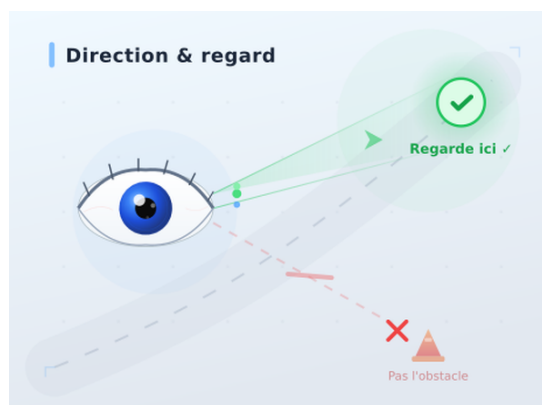 Direction & regard
Regarde ici ✓
Pas l'obstacle